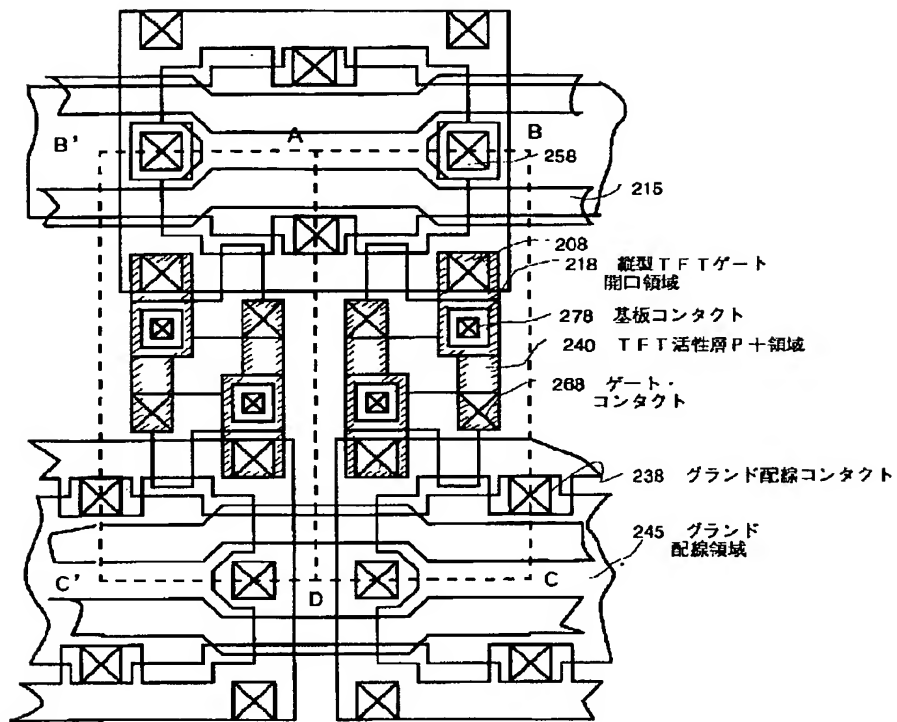 B'
A
B
258
215
208
218 縦型TFTゲート
開口領域
278 基板コンタクト
240 TFT活性層P+領域
268 ゲート・
コンタクト
238 グランド配線コンタクト
245 グランド
配線領域
C'
D
C